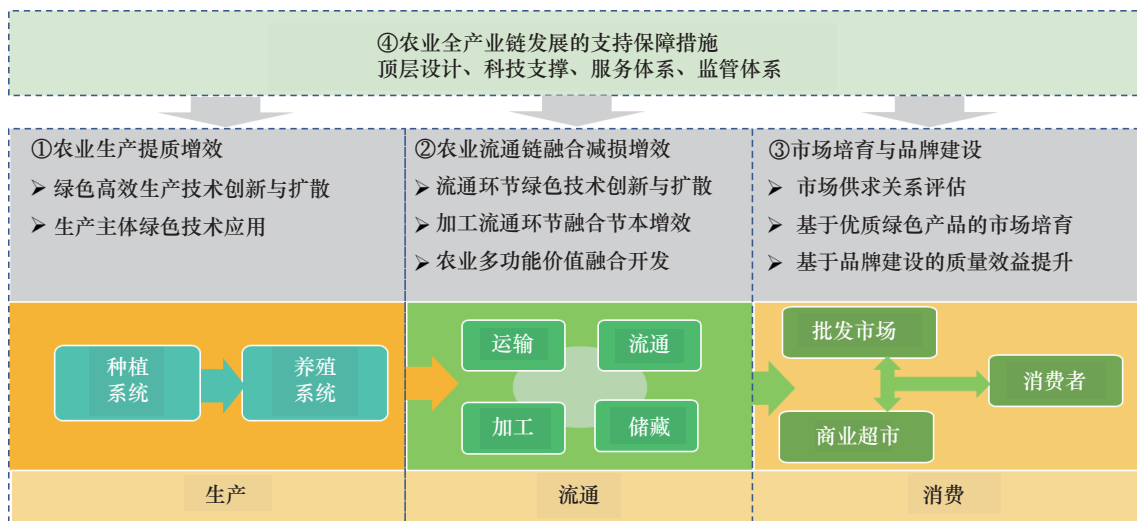 ④农业全产业链发展的支持保障措施
顶层设计、科技支撑、服务体系、监管体系
①农业生产提质增效
➢ 绿色高效生产技术创新与扩散
➢ 生产主体绿色技术应用
②农业流通链融合减损增效
➢ 流通环节绿色技术创新与扩散
➢ 加工流通环节融合节本增效
➢ 农业多功能价值融合开发
③市场培育与品牌建设
➢ 市场供求关系评估
➢ 基于优质绿色产品的市场培育
➢ 基于品牌建设的质量效益提升
种植
系统
养殖
系统
运输
流通
加工
储藏
批发市场
商业超市
消费者
生产
流通
消费